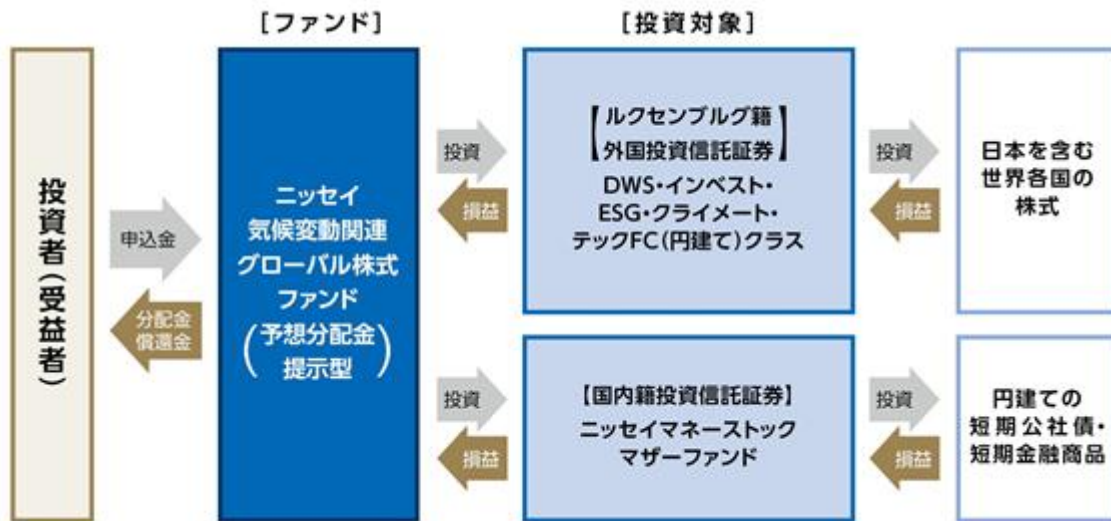 [ファンド]
[投資対象]
投資者(受益者)
申込金
分配金
償還金
ニッセイ
気候変動関連
グローバル株式
ファンド
(予想分配金
提示型)
投資
損益
【ルクセンブルグ籍
外国投資信託証券】
DWS・インベスト・
ESG・クライメート・
テックFC(円建て)クラス
投資
損益
日本を含む
世界各国の
株式
投資
損益
【国内籍投資信託証券】
ニッセイマネーストック
マザーファンド
投資
損益
円建ての
短期公社債・
短期金融商品